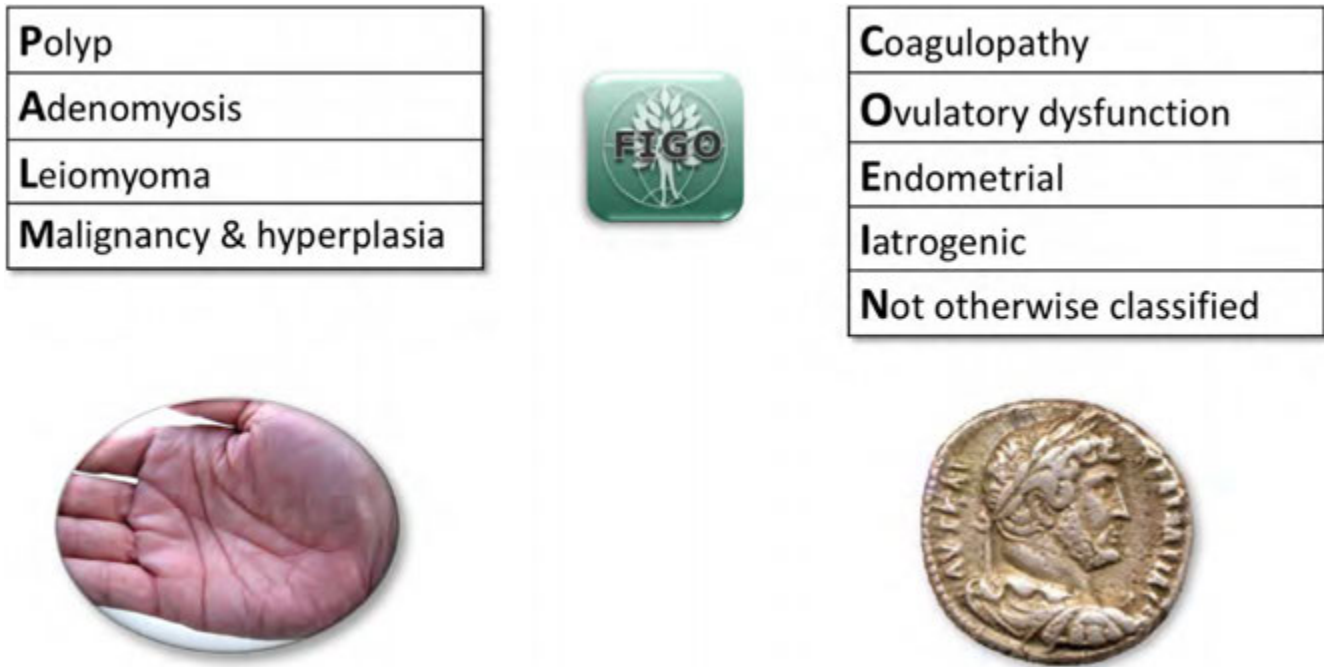 Polyp
Adenomyosis
Leiomyoma
Malignancy & hyperplasia
FIGO
Coagulopathy
Ovulatory dysfunction
Endometrial
Iatrogenic
Not otherwise classified